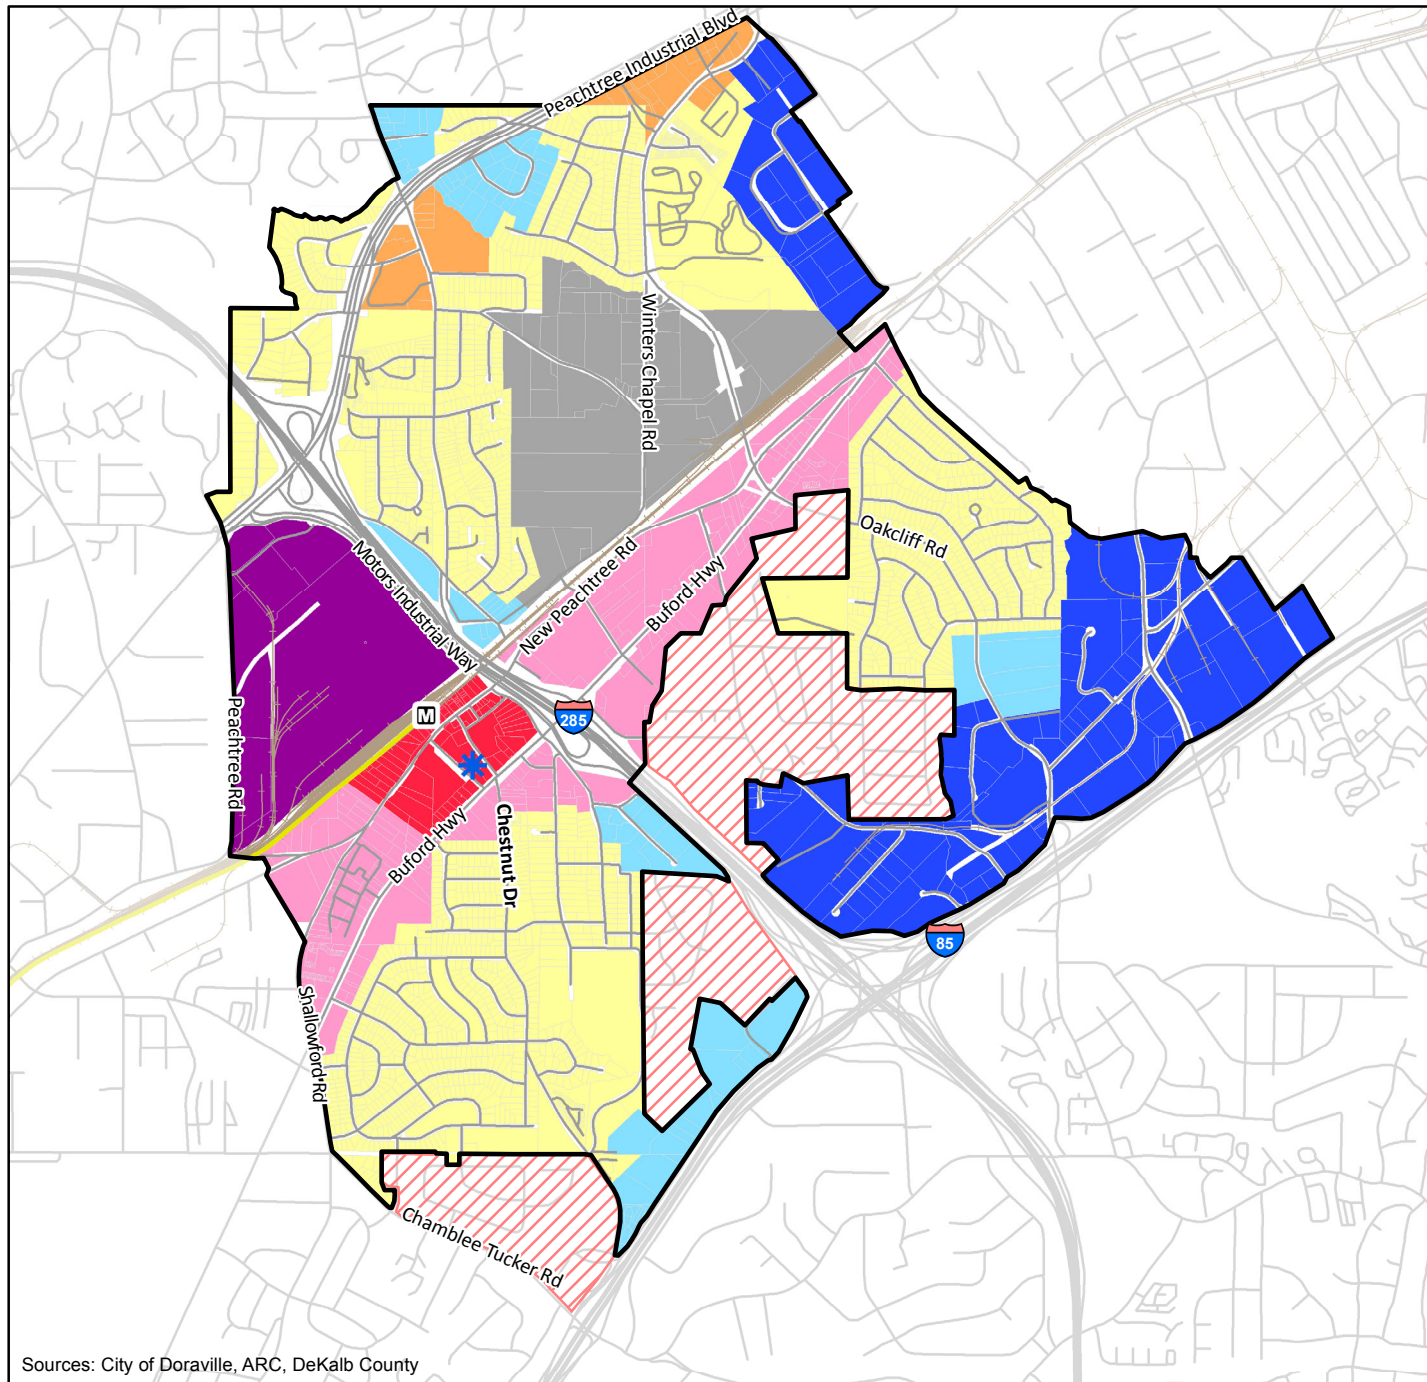 Peachtree Industrial Blvd
Winters Chapel Rd
Oakcliff Rd
Motors Industrial Way
New Peachtree Rd
Buford Hwy
Peachtree Rd
M
285
Buford Hwy
Chestnut Dr
85
Shallowford Rd
Chamblee Tucker Rd
Sources: City of Doraville, ARC, DeKalb County